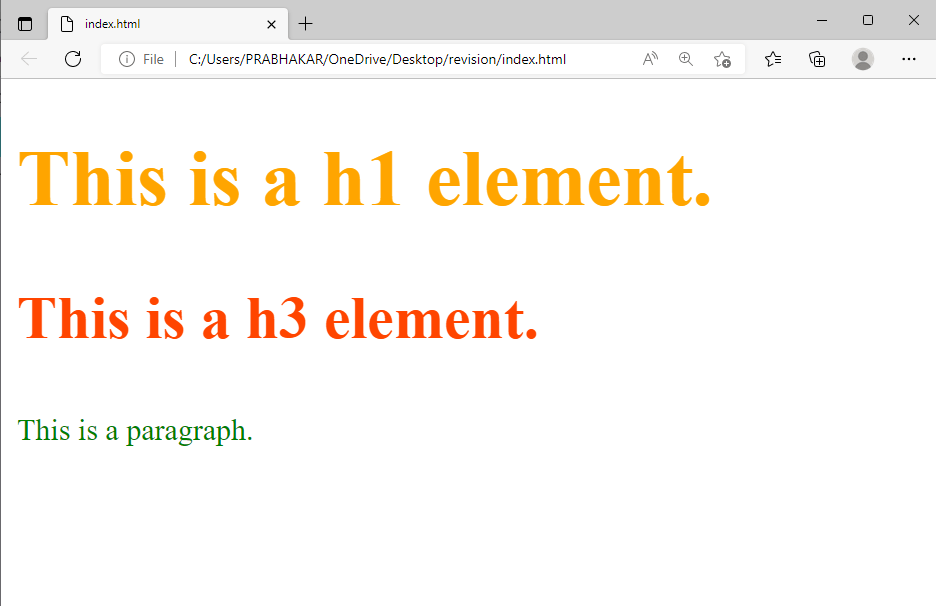 index.html
File
C:/Users/PRABHAKAR/OneDrive/Desktop/revision/index.html
This is a h1 element.
This is a h3 element.
This is a paragraph.